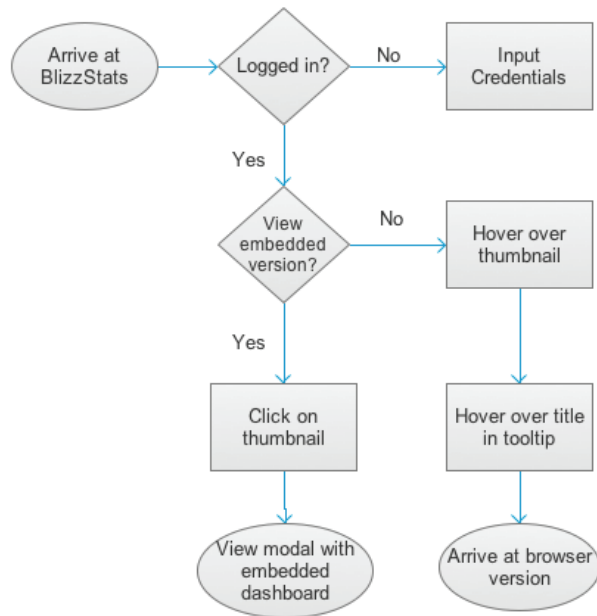 Arrive at
BlizzStats
Logged in?
No
Input
Credentials
Yes
View
embedded
version?
No
Hover over
thumbnail
Yes
Click on
thumbnail
Hover over title
in tooltip
View modal with
embedded
dashboard
Arrive at browser
version